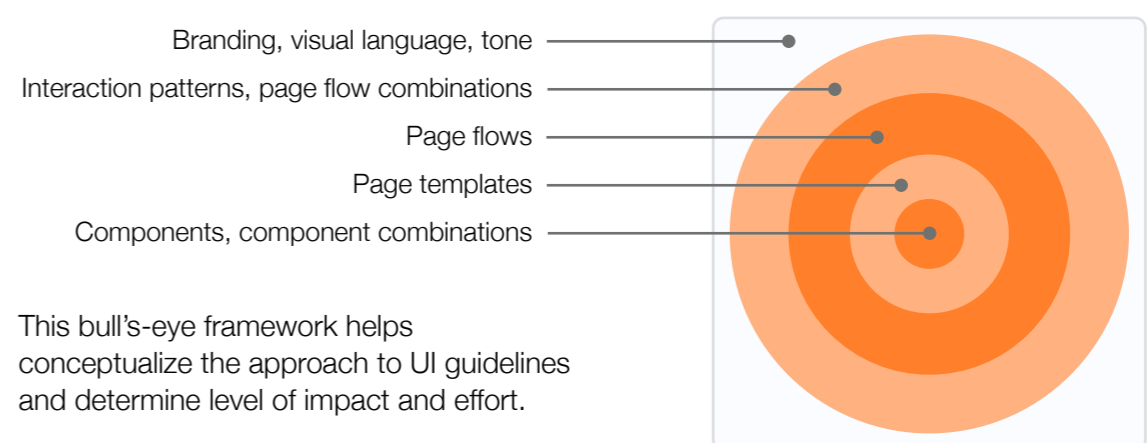 Branding, visual language, tone
Interaction patterns, page flow combinations
Page flows
Page templates
Components, component combinations
This bull’s-eye framework helps
conceptualize the approach to UI guidelines
and determine level of impact and effort.